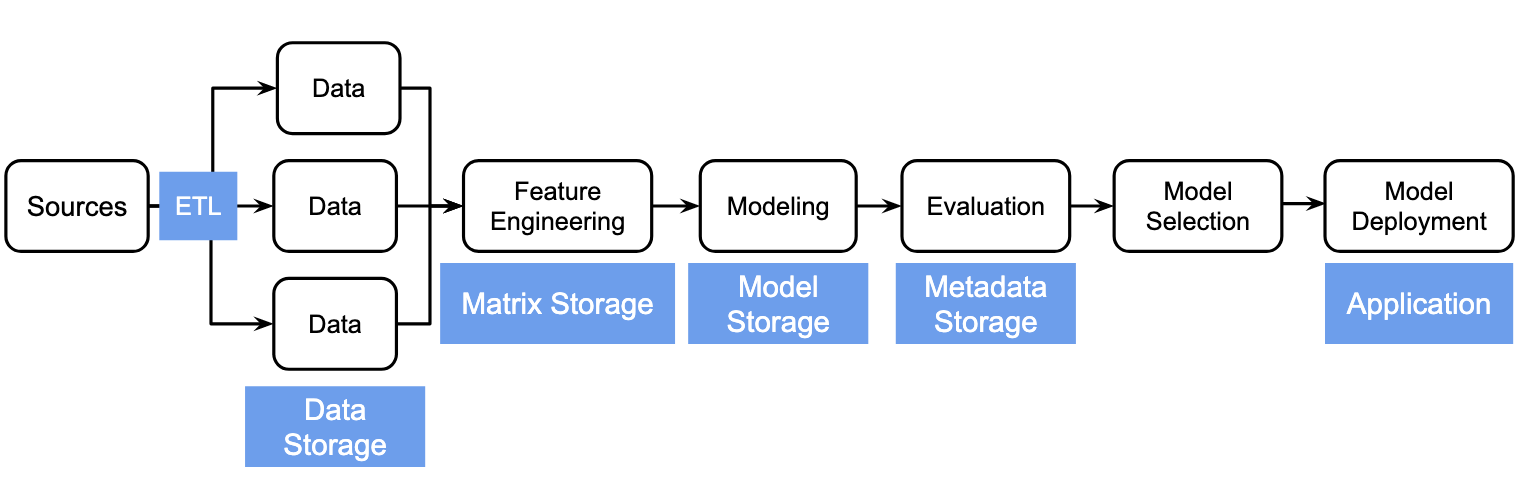 Data
Sources
ETL
Data
Feature
Engineering
Modeling
Evaluation
Model
Selection
Model
Deployment
Matrix Storage
Model
Storage
Metadata
Storage
Application
Data
Data
Storage